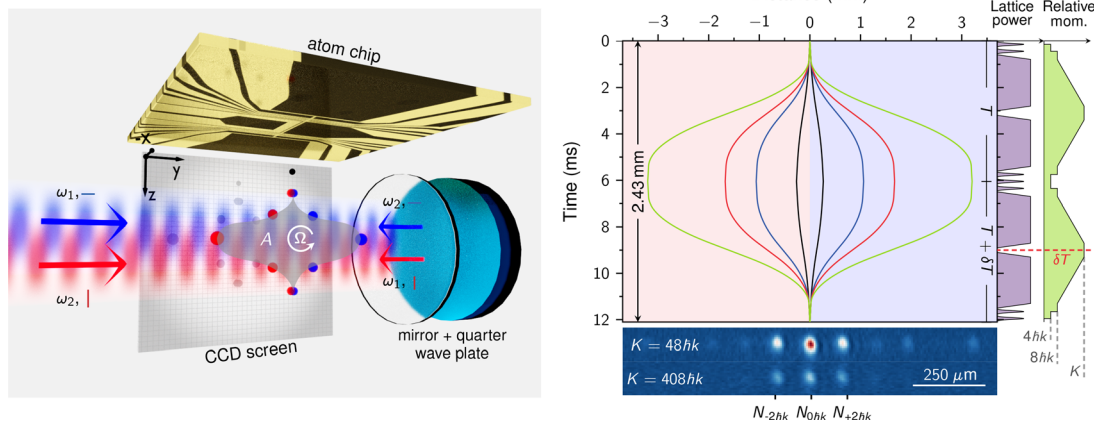 atom chip
-x
y
z
ω₁, —
ω₂, |
ω₂, —
ω₁, |
A
Ω
mirror + quarter
wave plate
CCD screen
Lattice
power
Relative
mom.
−3 −2 −1 0 1 2 3
Time (ms)
0
2
4
6
8
10
12
2.43 mm
T
T + δT
δT
4ħk
8ħk
K
K = 48ħk
K = 408ħk
250 μm
N-2ħk N0ħk N+2ħk